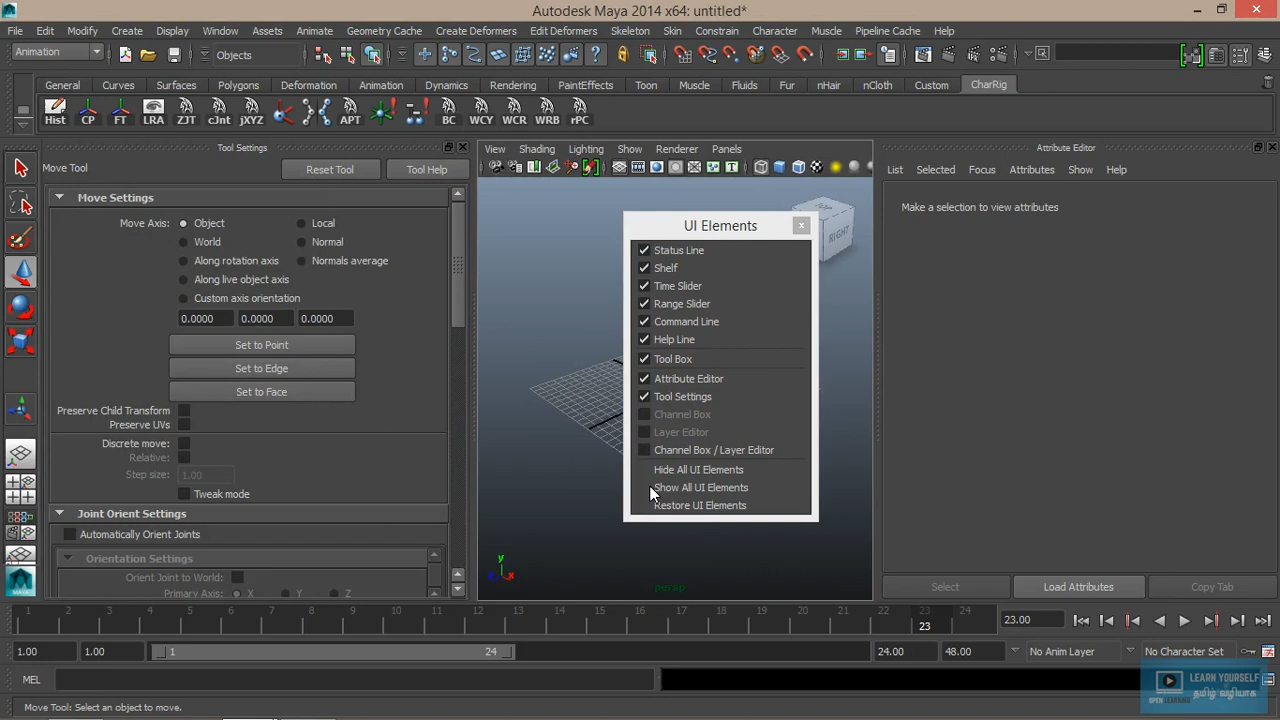 Autodesk Maya 2014 x64: untitled*
File Edit Modify Create Display Window Assets Animate Geometry Cache Create Deformers Edit Deformers Skeleton Skin Constrain Character Muscle Pipeline Cache Help
Animation Objects
General Curves Surfaces Polygons Deformation Animation Dynamics Rendering PaintEffects Toon Muscle Fluids Fur nHair nCloth Custom CharRig
Hist CP FT LRA ZJT cJnt jXYZ APT BC WCY WCR WRB rPC
Tool Settings
Move Tool Reset Tool Tool Help
Move Settings
Move Axis: Object Local
World Normal
Along rotation axis Normals average
Along live object axis
Custom axis orientation
0.0000 0.0000 0.0000
Set to Point
Set to Edge
Set to Face
Preserve Child Transform
Preserve UVs
Discrete move:
Relative:
Step size: 1.00
Tweak mode
Joint Orient Settings
Automatically Orient Joints
Orientation Settings
Orient Joint to World:
Primary Axis: X Y Z
View Shading Lighting Show Renderer Panels
TOP
RIGHT
UI Elements x
Status Line
Shelf
Time Slider
Range Slider
Command Line
Help Line
Tool Box
Attribute Editor
Tool Settings
Channel Box
Layer Editor
Channel Box / Layer Editor
Hide All UI Elements
Show All UI Elements
Restore UI Elements
y
x
persp
Attribute Editor
List Selected Focus Attributes Show Help
Make a selection to view attributes
Select Load Attributes Copy Tab
1 2 3 4 5 6 7 8 9 10 11 12 13 14 15 16 17 18 19 20 21 22 23 24
23
23.00
1.00 1.00 1 24 24.00 48.00 No Anim Layer No Character Set
MEL
Move Tool: Select an object to move.
LEARN YOURSELF
தமிழ் வழியாக
OPEN LEARNING